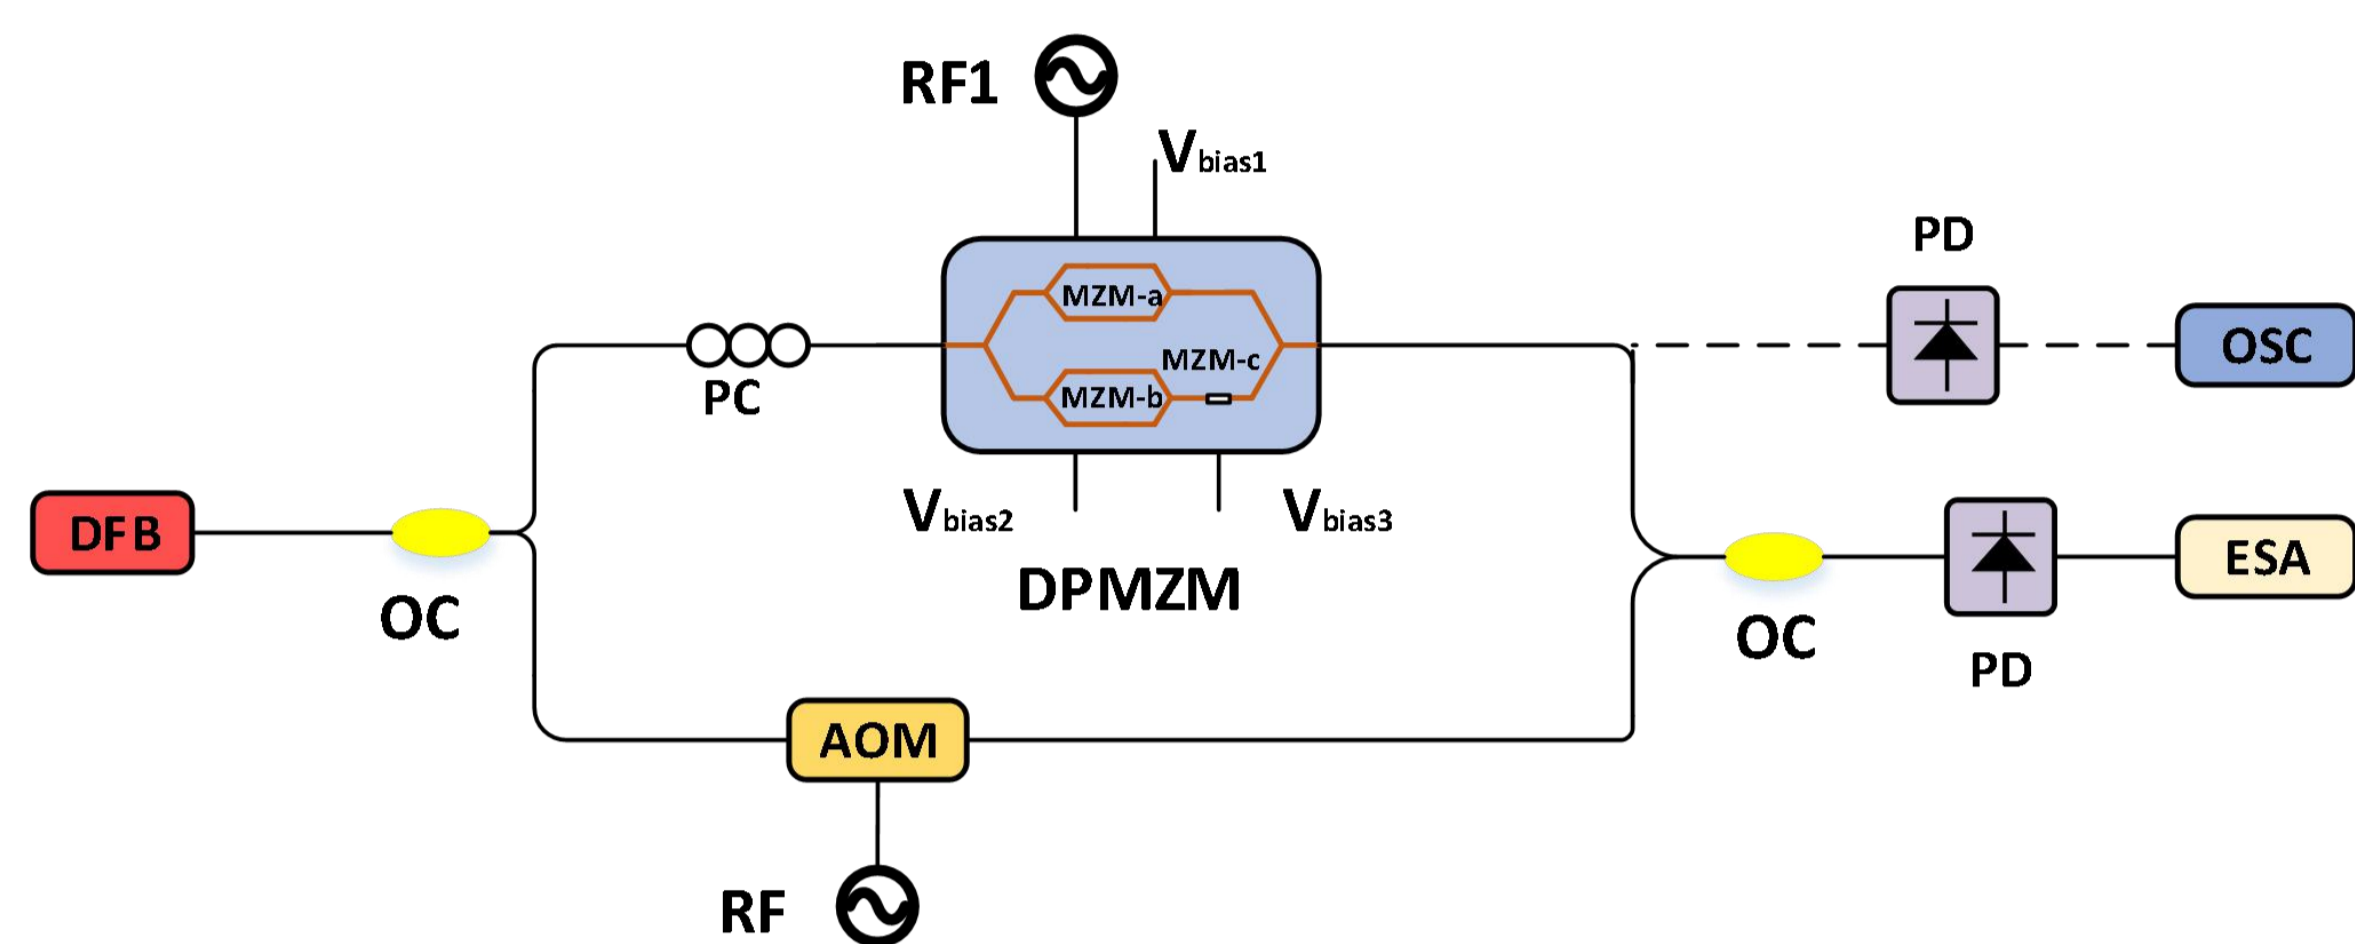 RF1
Vbias1
PD
MZM-a
OSC
MZM-c
PC
MZM-b
Vbias2
Vbias3
DFB
ESA
DPMZM
OC
OC
PD
AOM
RF